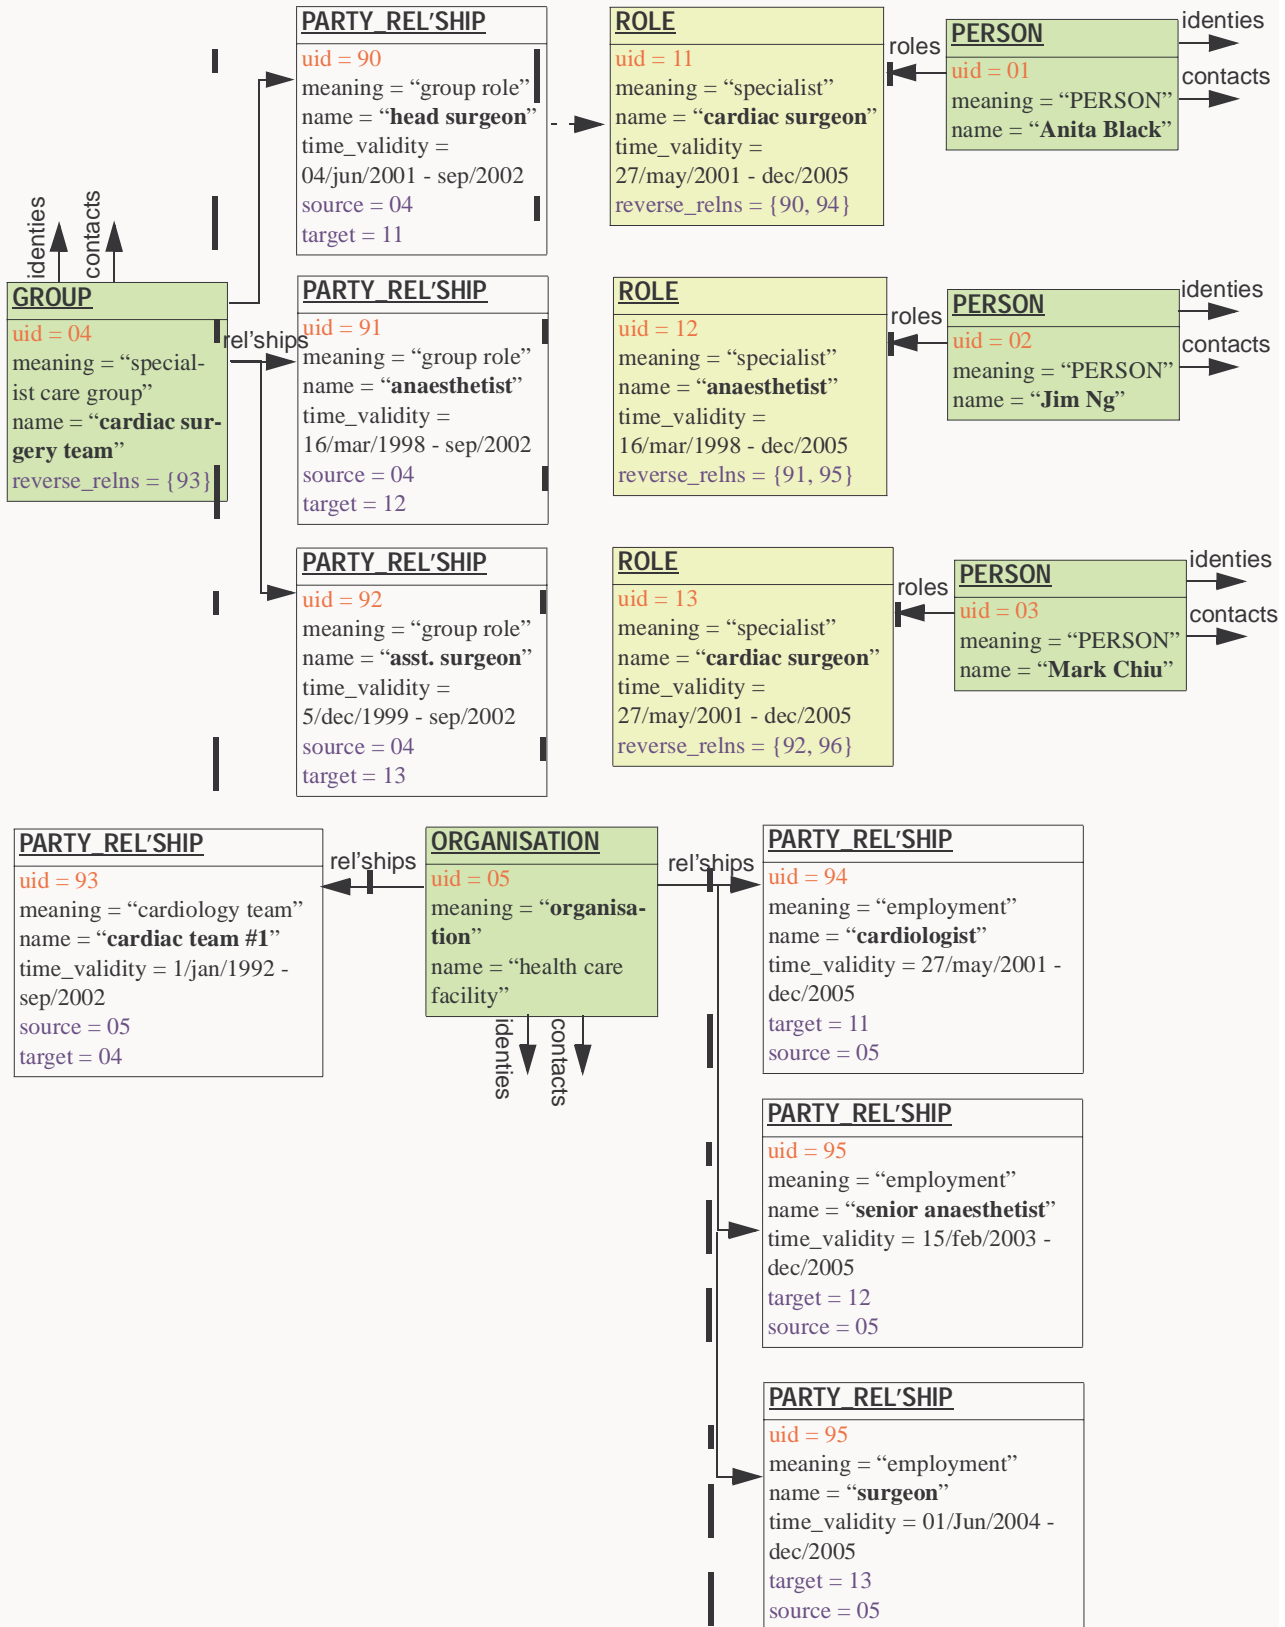 PARTY_REL'SHIP
uid = 90
meaning = “group role”
name = “head surgeon”
time_validity =
04/jun/2001 - sep/2002
source = 04
target = 11
ROLE
uid = 11
meaning = “specialist”
name = “cardiac surgeon”
time_validity =
27/may/2001 - dec/2005
reverse_relns = {90, 94}
roles
PERSON
uid = 01
meaning = “PERSON”
name = “Anita Black”
identies
contacts
identies
contacts
GROUP
uid = 04
meaning = “special-
ist care group”
name = “cardiac sur-
gery team”
reverse_relns = {93}
rel'ships
PARTY_REL'SHIP
uid = 91
meaning = “group role”
name = “anaesthetist”
time_validity =
16/mar/1998 - sep/2002
source = 04
target = 12
ROLE
uid = 12
meaning = “specialist”
name = “anaesthetist”
time_validity =
16/mar/1998 - dec/2005
reverse_relns = {91, 95}
roles
PERSON
uid = 02
meaning = “PERSON”
name = “Jim Ng”
identies
contacts
PARTY_REL'SHIP
uid = 92
meaning = “group role”
name = “asst. surgeon”
time_validity =
5/dec/1999 - sep/2002
source = 04
target = 13
ROLE
uid = 13
meaning = “specialist”
name = “cardiac surgeon”
time_validity =
27/may/2001 - dec/2005
reverse_relns = {92, 96}
roles
PERSON
uid = 03
meaning = “PERSON”
name = “Mark Chiu”
identies
contacts
PARTY_REL'SHIP
uid = 93
meaning = “cardiology team”
name = “cardiac team #1”
time_validity = 1/jan/1992 -
sep/2002
source = 05
target = 04
rel'ships
ORGANISATION
uid = 05
meaning = “organisa-
tion”
name = “health care
facility”
identies
contacts
rel'ships
PARTY_REL'SHIP
uid = 94
meaning = “employment”
name = “cardiologist”
time_validity = 27/may/2001 -
dec/2005
target = 11
source = 05
PARTY_REL'SHIP
uid = 95
meaning = “employment”
name = “senior anaesthetist”
time_validity = 15/feb/2003 -
dec/2005
target = 12
source = 05
PARTY_REL'SHIP
uid = 95
meaning = “employment”
name = “surgeon”
time_validity = 01/Jun/2004 -
dec/2005
target = 13
source = 05